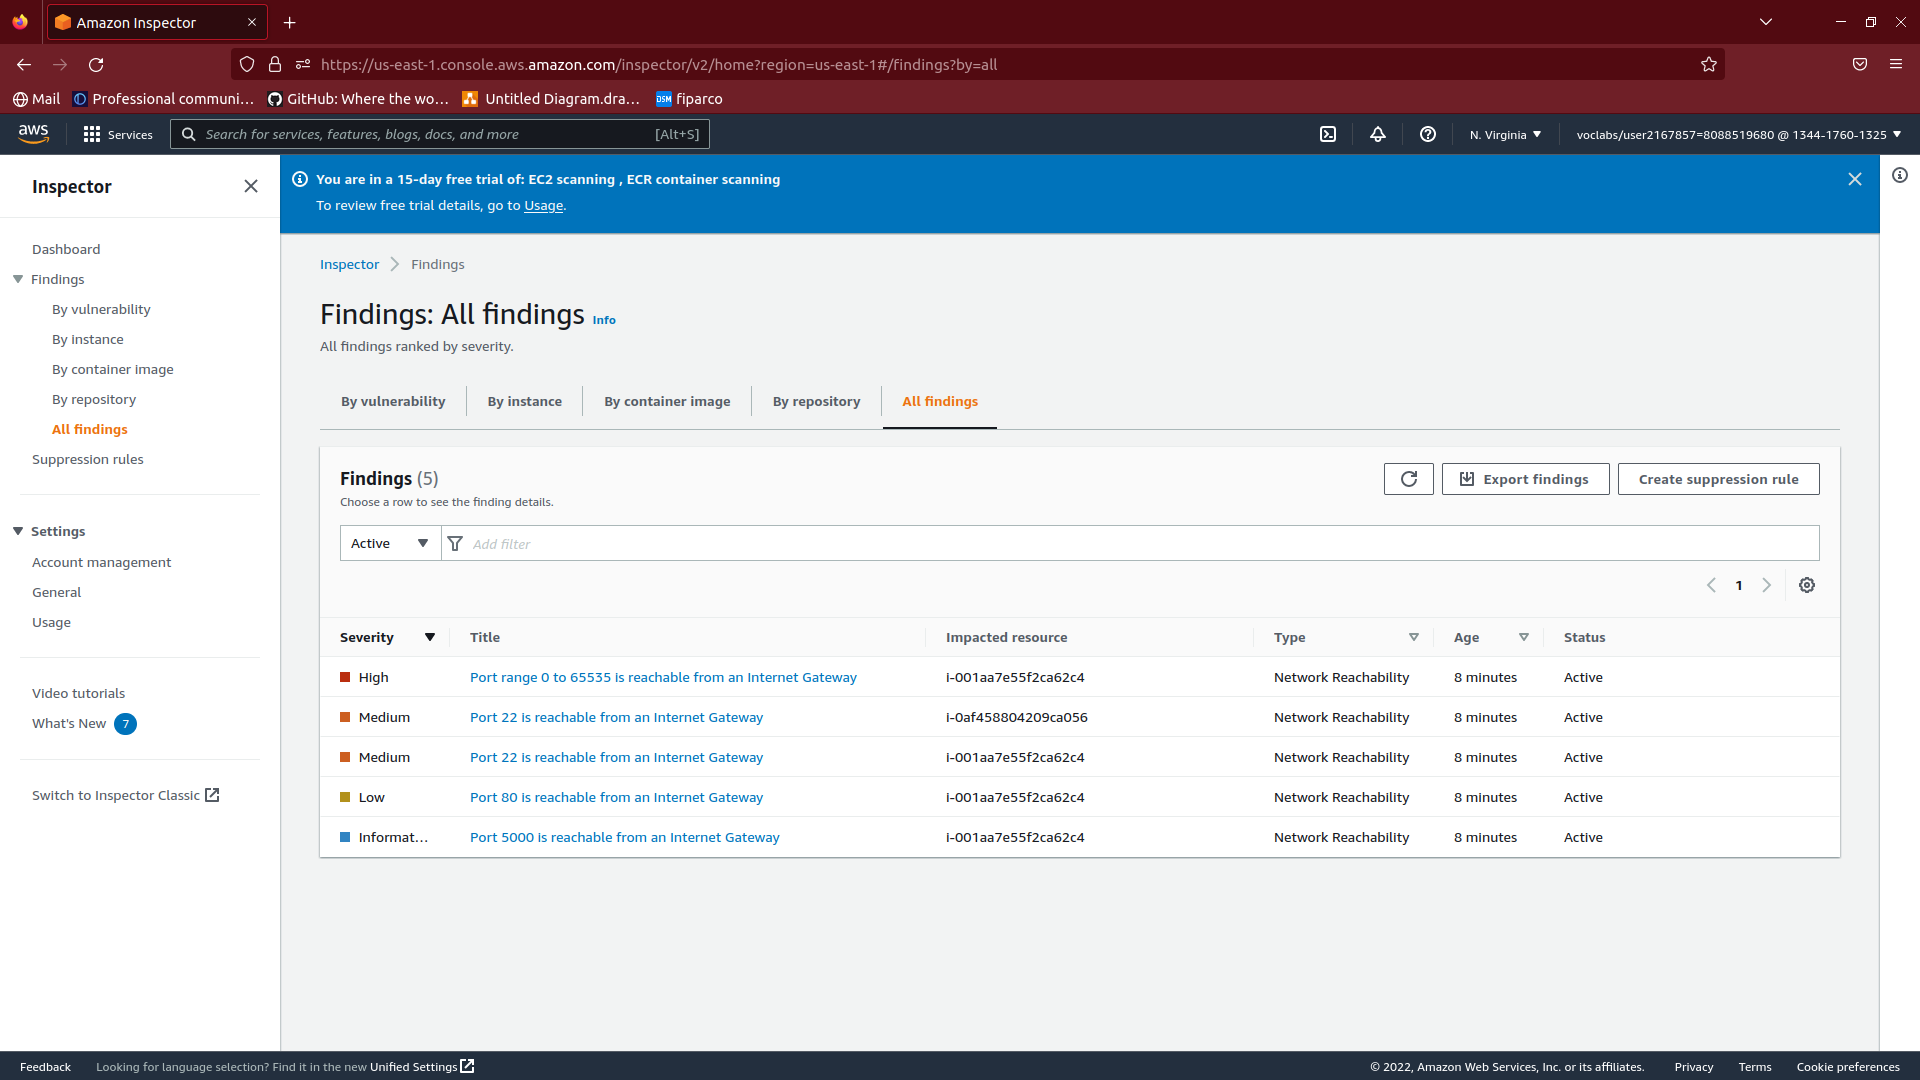 Amazon Inspector
https://us-east-1.console.aws.amazon.com/inspector/v2/home?region=us-east-1#/findings?by=all
Mail
Professional communi…
GitHub: Where the wo…
Untitled Diagram.dra…
DSM
fiparco
aws
Services
Search for services, features, blogs, docs, and more
[Alt+S]
N. Virginia
voclabs/user2167857=8088519680 @ 1344-1760-1325
Inspector
Dashboard
Findings
By vulnerability
By instance
By container image
By repository
All findings
Suppression rules
Settings
Account management
General
Usage
Video tutorials
What's New 7
Switch to Inspector Classic
You are in a 15-day free trial of: EC2 scanning , ECR container scanning
To review free trial details, go to Usage.
Inspector
Findings
Findings: All findings Info
All findings ranked by severity.
By vulnerability
By instance
By container image
By repository
All findings
Findings (5)
Choose a row to see the finding details.
Export findings
Create suppression rule
Active
Add filter
1
Severity Title Impacted resource Type Age Status
High Port range 0 to 65535 is reachable from an Internet Gateway i-001aa7e55f2ca62c4 Network Reachability 8 minutes Active
Medium Port 22 is reachable from an Internet Gateway i-0af458804209ca056 Network Reachability 8 minutes Active
Medium Port 22 is reachable from an Internet Gateway i-001aa7e55f2ca62c4 Network Reachability 8 minutes Active
Low Port 80 is reachable from an Internet Gateway i-001aa7e55f2ca62c4 Network Reachability 8 minutes Active
Informat… Port 5000 is reachable from an Internet Gateway i-001aa7e55f2ca62c4 Network Reachability 8 minutes Active
Feedback
Looking for language selection? Find it in the new Unified Settings
© 2022, Amazon Web Services, Inc. or its affiliates.
Privacy
Terms
Cookie preferences